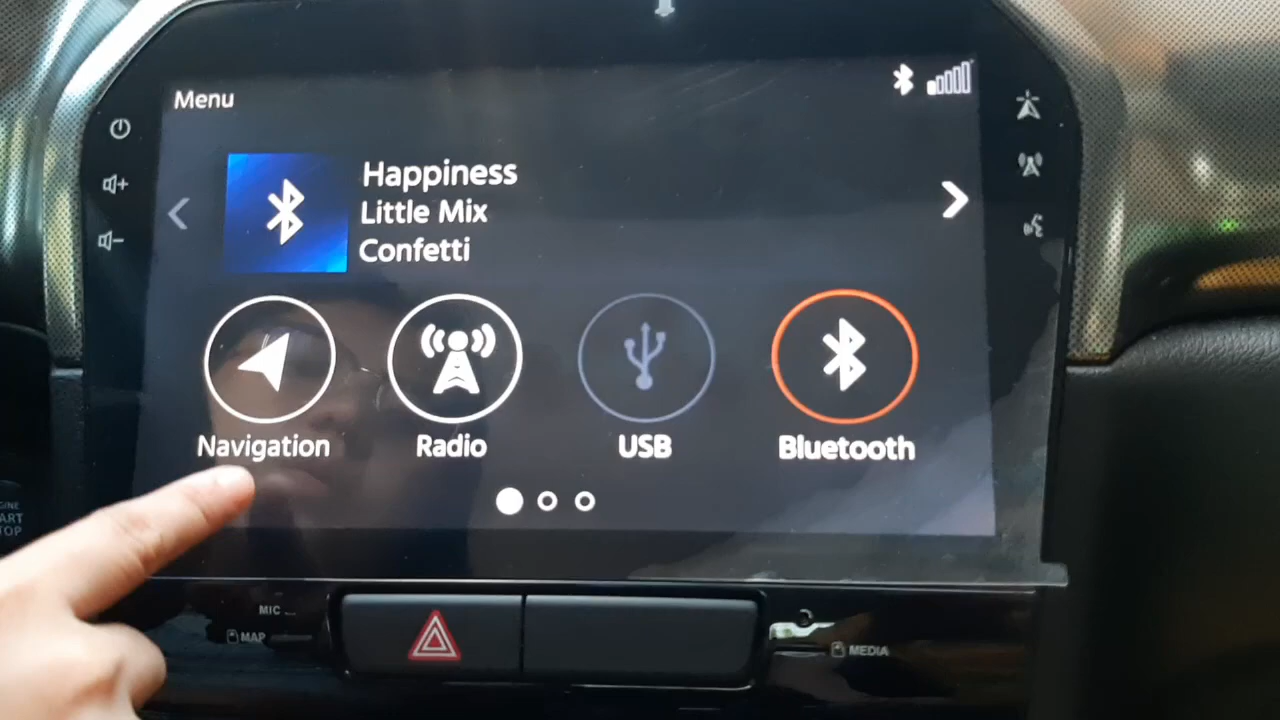 Menu
Happiness
Little Mix
Confetti
Navigation
Radio
USB
Bluetooth
MIC
MAP
MEDIA